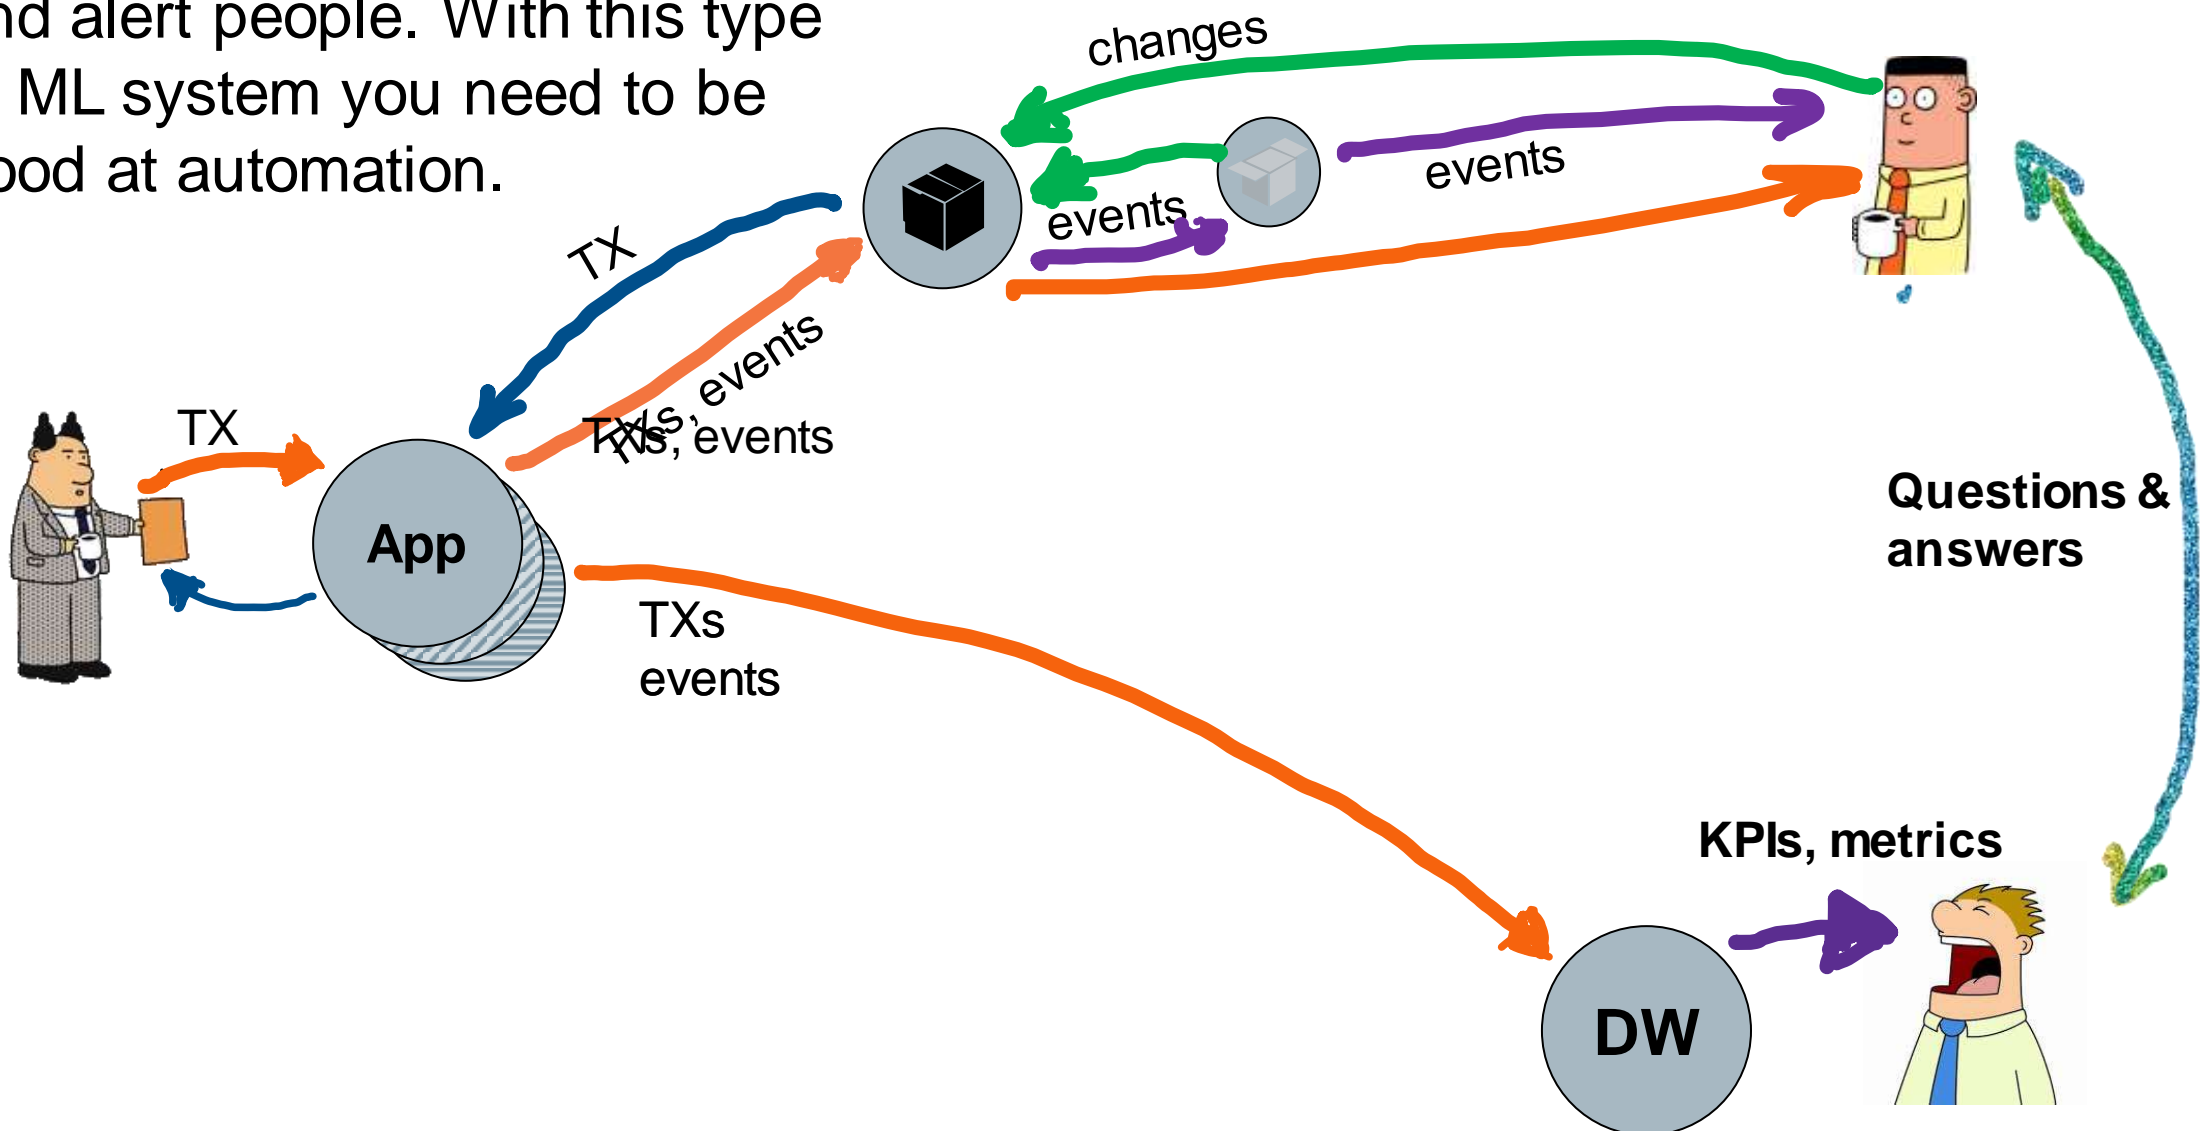 nd alert people. With this type
ML system you need to be
ood at automation.
changes
events
events
TX
TXs, events
TXs, events
TX
App
TXs
events
Questions &
answers
KPIs, metrics
DW